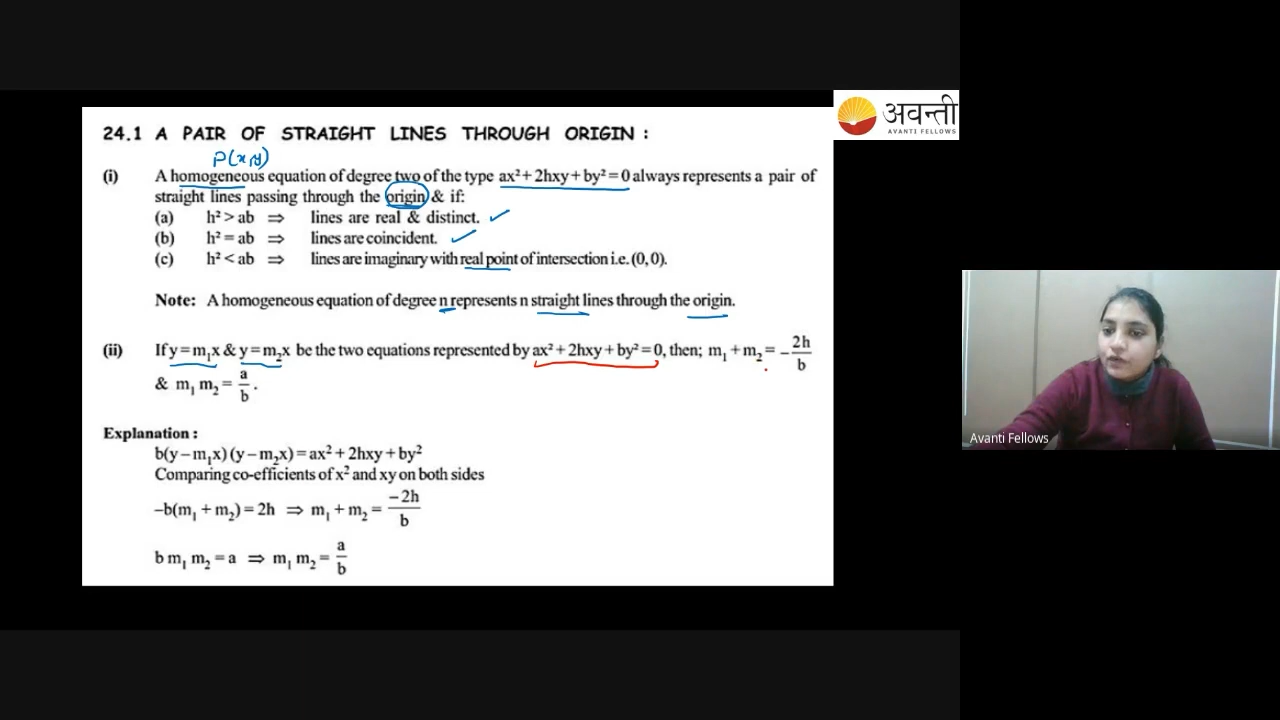 अवन्ती
AVANTI FELLOWS
24.1 A PAIR OF STRAIGHT LINES THROUGH ORIGIN :
P(x,y)
(i) A homogeneous equation of degree two of the type ax² + 2hxy + by² = 0 always represents a pair of
straight lines passing through the origin & if:
(a) h² > ab ⇒ lines are real & distinct. ✓
(b) h² = ab ⇒ lines are coincident. ✓
(c) h² < ab ⇒ lines are imaginary with real point of intersection i.e. (0, 0).
Note: A homogeneous equation of degree n represents n straight lines through the origin.
(ii) If y = m₁x & y = m₂x be the two equations represented by ax² + 2hxy + by² = 0, then; m₁ + m₂ = – 2h/b
& m₁ m₂ = a/b .
Explanation :
b(y – m₁x) (y – m₂x) = ax² + 2hxy + by²
Comparing co-efficients of x² and xy on both sides
–b(m₁ + m₂) = 2h ⇒ m₁ + m₂ = –2h/b
b m₁ m₂ = a ⇒ m₁ m₂ = a/b
Avanti Fellows